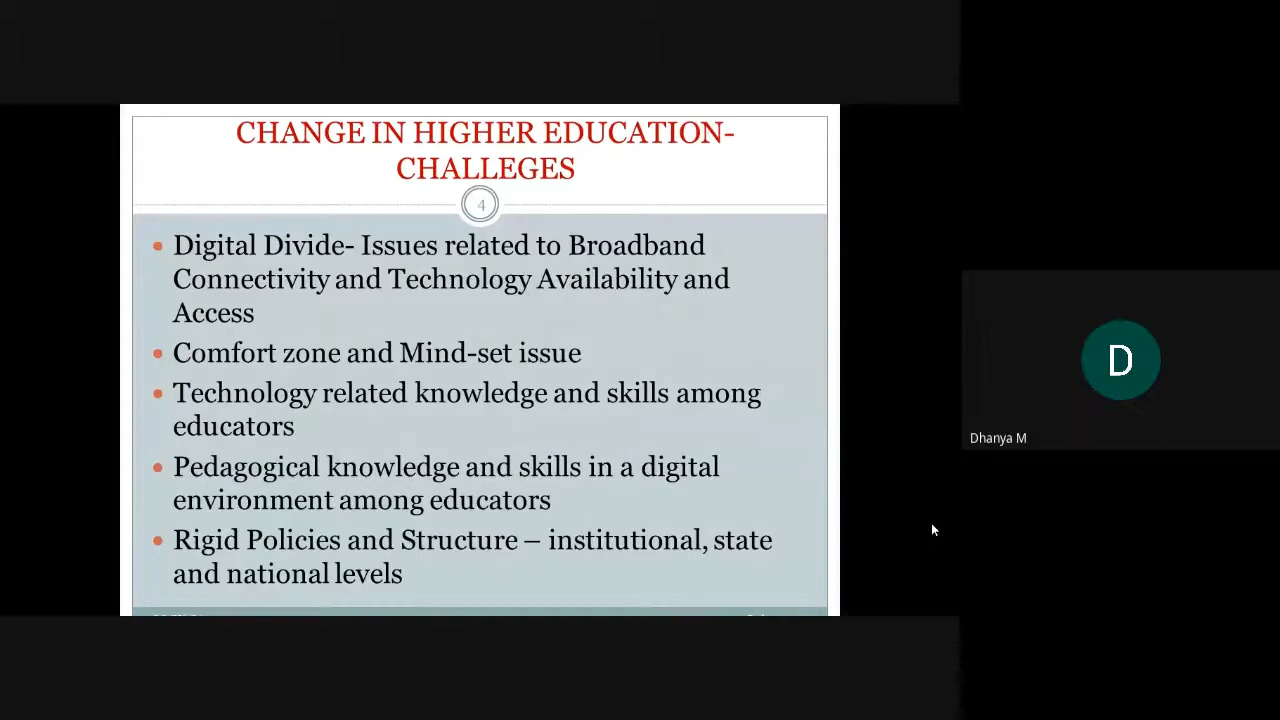 CHANGE IN HIGHER EDUCATION-
CHALLEGES
4
Digital Divide- Issues related to Broadband
Connectivity and Technology Availability and
Access
Comfort zone and Mind-set issue
Technology related knowledge and skills among
educators
Pedagogical knowledge and skills in a digital
environment among educators
Rigid Policies and Structure – institutional, state
and national levels
D
Dhanya M